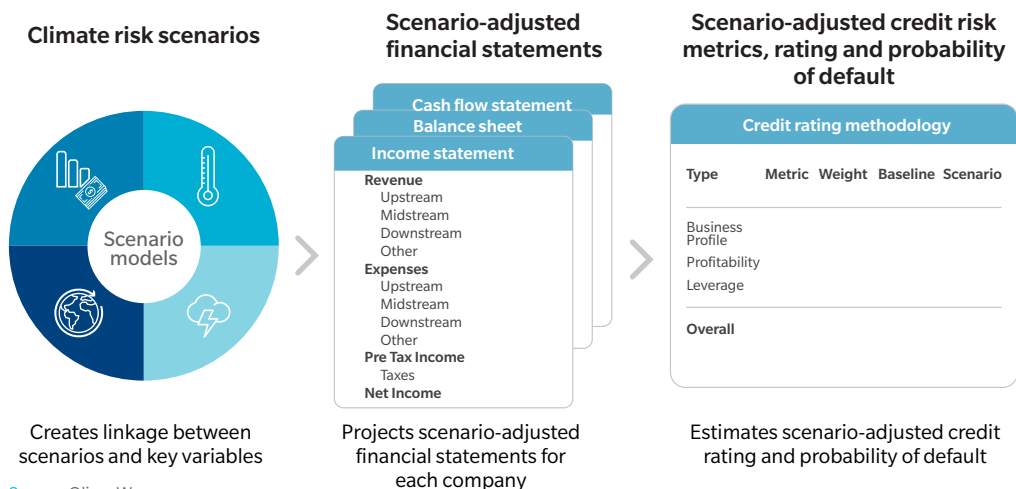 Climate risk scenarios
Scenario
models
Creates linkage between
scenarios and key variables
Scenario-adjusted
financial statements
Cash flow statement
Balance sheet
Income statement
Revenue
Upstream
Midstream
Downstream
Other
Expenses
Upstream
Midstream
Downstream
Other
Pre Tax Income
Taxes
Net Income
Projects scenario-adjusted
financial statements for
each company
Scenario-adjusted credit risk
metrics, rating and probability
of default
Credit rating methodology
Type Metric Weight Baseline Scenario
Business
Profile
Profitability
Leverage
Overall
Estimates scenario-adjusted credit
rating and probability of default